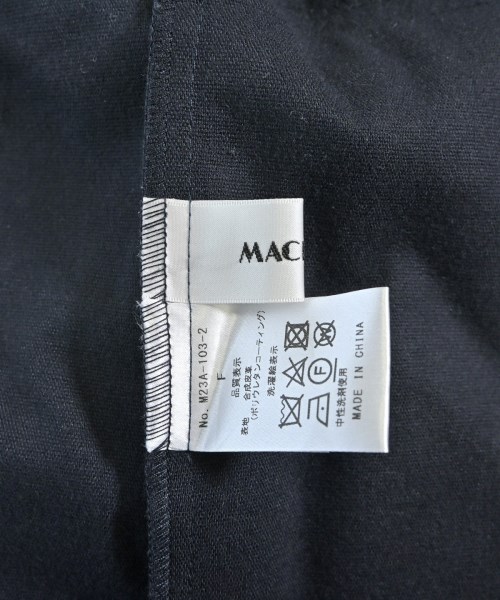 MAC
No. M23A-103-2
F
品質表示
表地 合成皮革
(ポリウレタンコーティング)
洗濯絵表示
F
中性洗剤使用
MADE IN CHINA